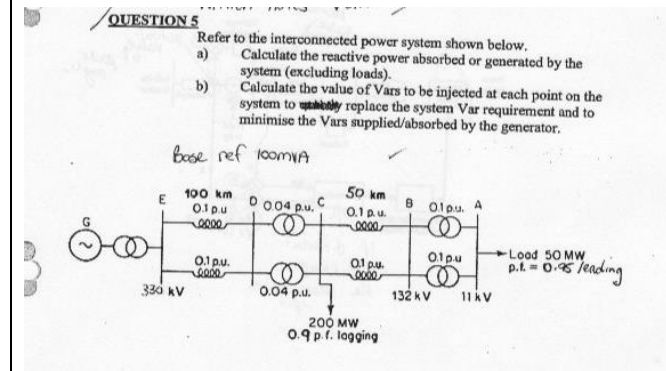 QUESTION 5
Refer to the interconnected power system shown below.
a) Calculate the reactive power absorbed or generated by the
system (excluding loads).
b) Calculate the value of Vars to be injected at each point on the
system to replace the system Var requirement and to
minimise the Vars supplied/absorbed by the generator.
Base ref 100MVA
E 100 km D 0.04 p.u. C 50 km B 0.1p.u. A
0.1 p.u 0.1 p.u.
G
0.1 p.u. 0.1 p.u. 0.1 p.u
Load 50 MW
p.f. = 0.95 leading
330 kV 0.04 p.u. 132 kV 11 kV
200 MW
0.9 p.f. lagging